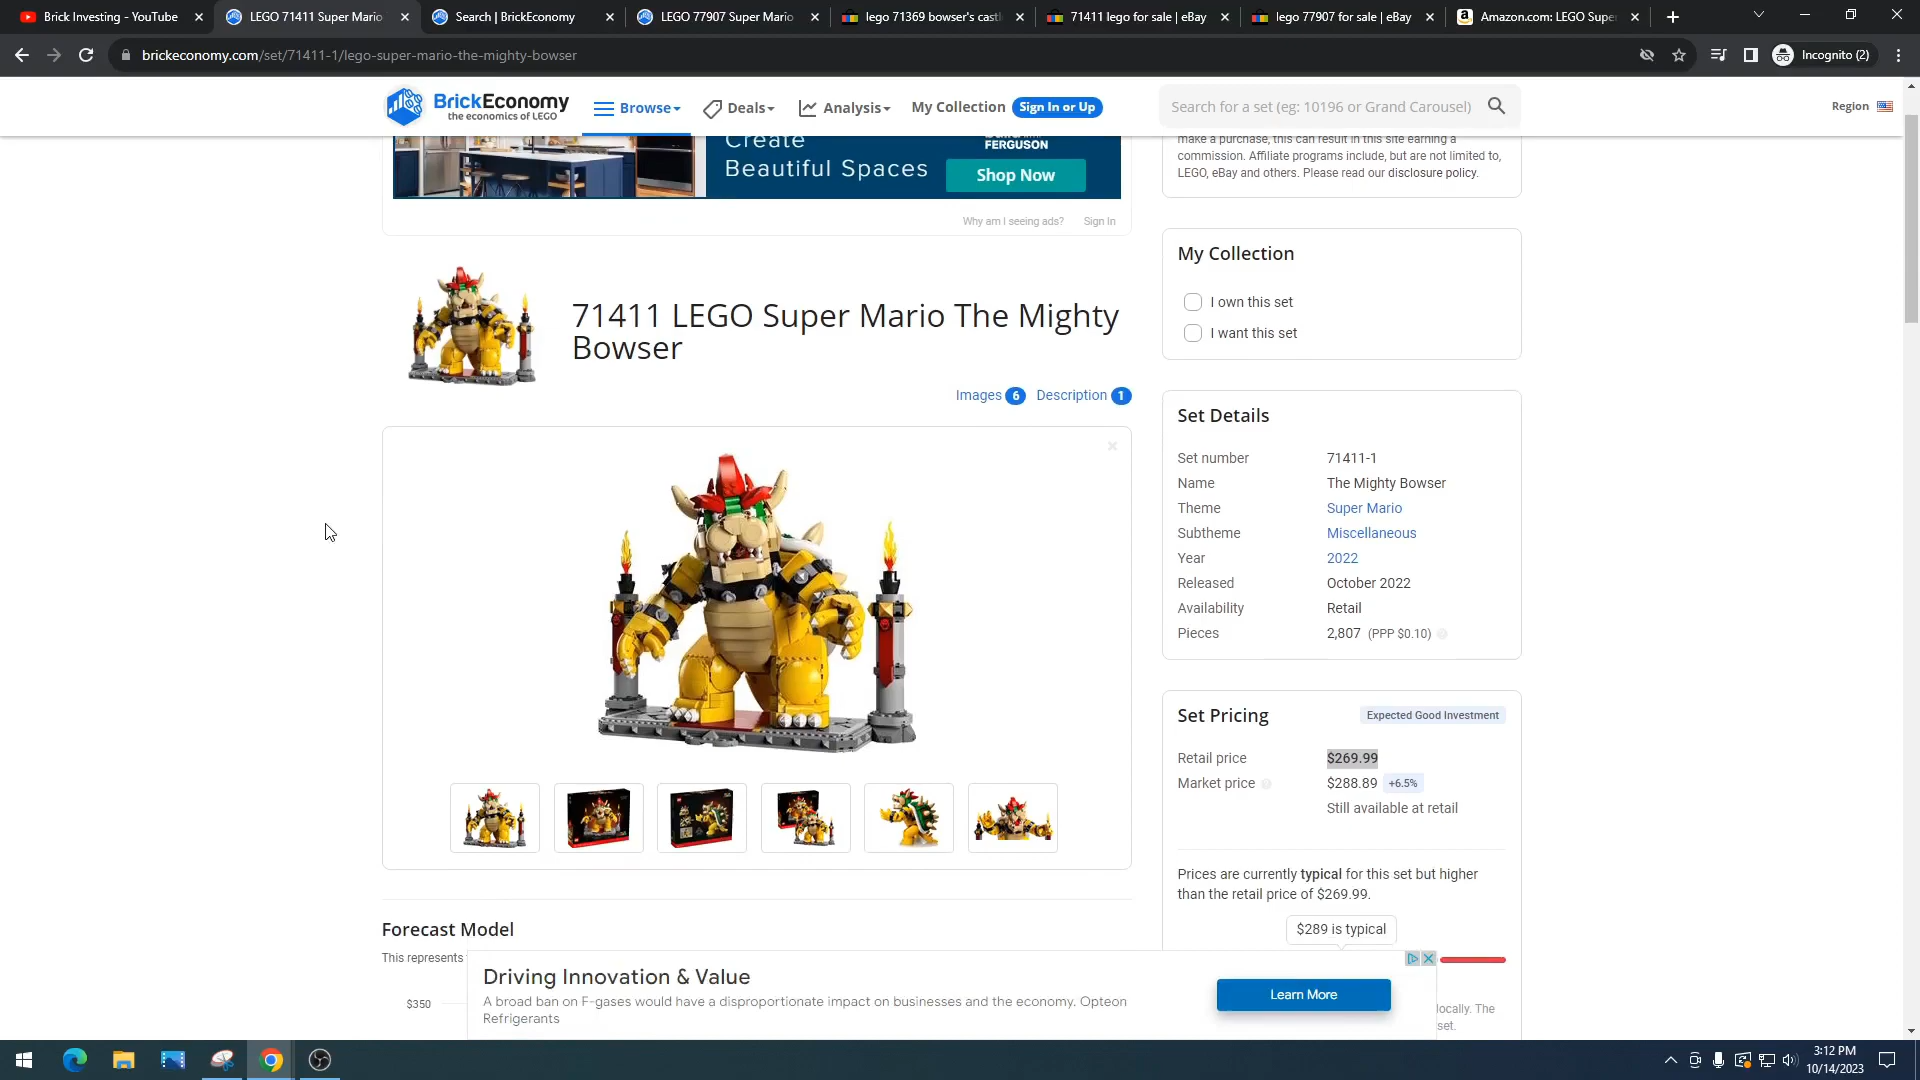 Brick Investing - YouTube
LEGO 71411 Super Mario
Search | BrickEconomy
LEGO 77907 Super Mario
lego 71369 bowser's castl
71411 lego for sale | eBay
lego 77907 for sale | eBay
Amazon.com: LEGO Supe
brickeconomy.com/set/71411-1/lego-super-mario-the-mighty-bowser
Incognito (2)
BrickEconomy
the economics of LEGO
Browse
Deals
Analysis
My Collection
Sign In or Up
Search for a set (eg: 10196 or Grand Carousel)
Region
Create
Beautiful Spaces
FERGUSON
Shop Now
Why am I seeing ads?
Sign In
make a purchase, this can result in this site earning a
commission. Affiliate programs include, but are not limited to,
LEGO, eBay and others. Please read our disclosure policy.
My Collection
I own this set
I want this set
71411 LEGO Super Mario The Mighty
Bowser
Images 6
Description 1
Set Details
Set number 71411-1
Name The Mighty Bowser
Theme Super Mario
Subtheme Miscellaneous
Year 2022
Released October 2022
Availability Retail
Pieces 2,807 (PPP $0.10)
Set Pricing
Expected Good Investment
Retail price $269.99
Market price $288.89 +6.5%
Still available at retail
Prices are currently typical for this set but higher
than the retail price of $269.99.
$289 is typical
locally. The
set.
Forecast Model
This represents
$350
Driving Innovation & Value
A broad ban on F-gases would have a disproportionate impact on businesses and the economy. Opteon
Refrigerants
Learn More
3:12 PM
10/14/2023